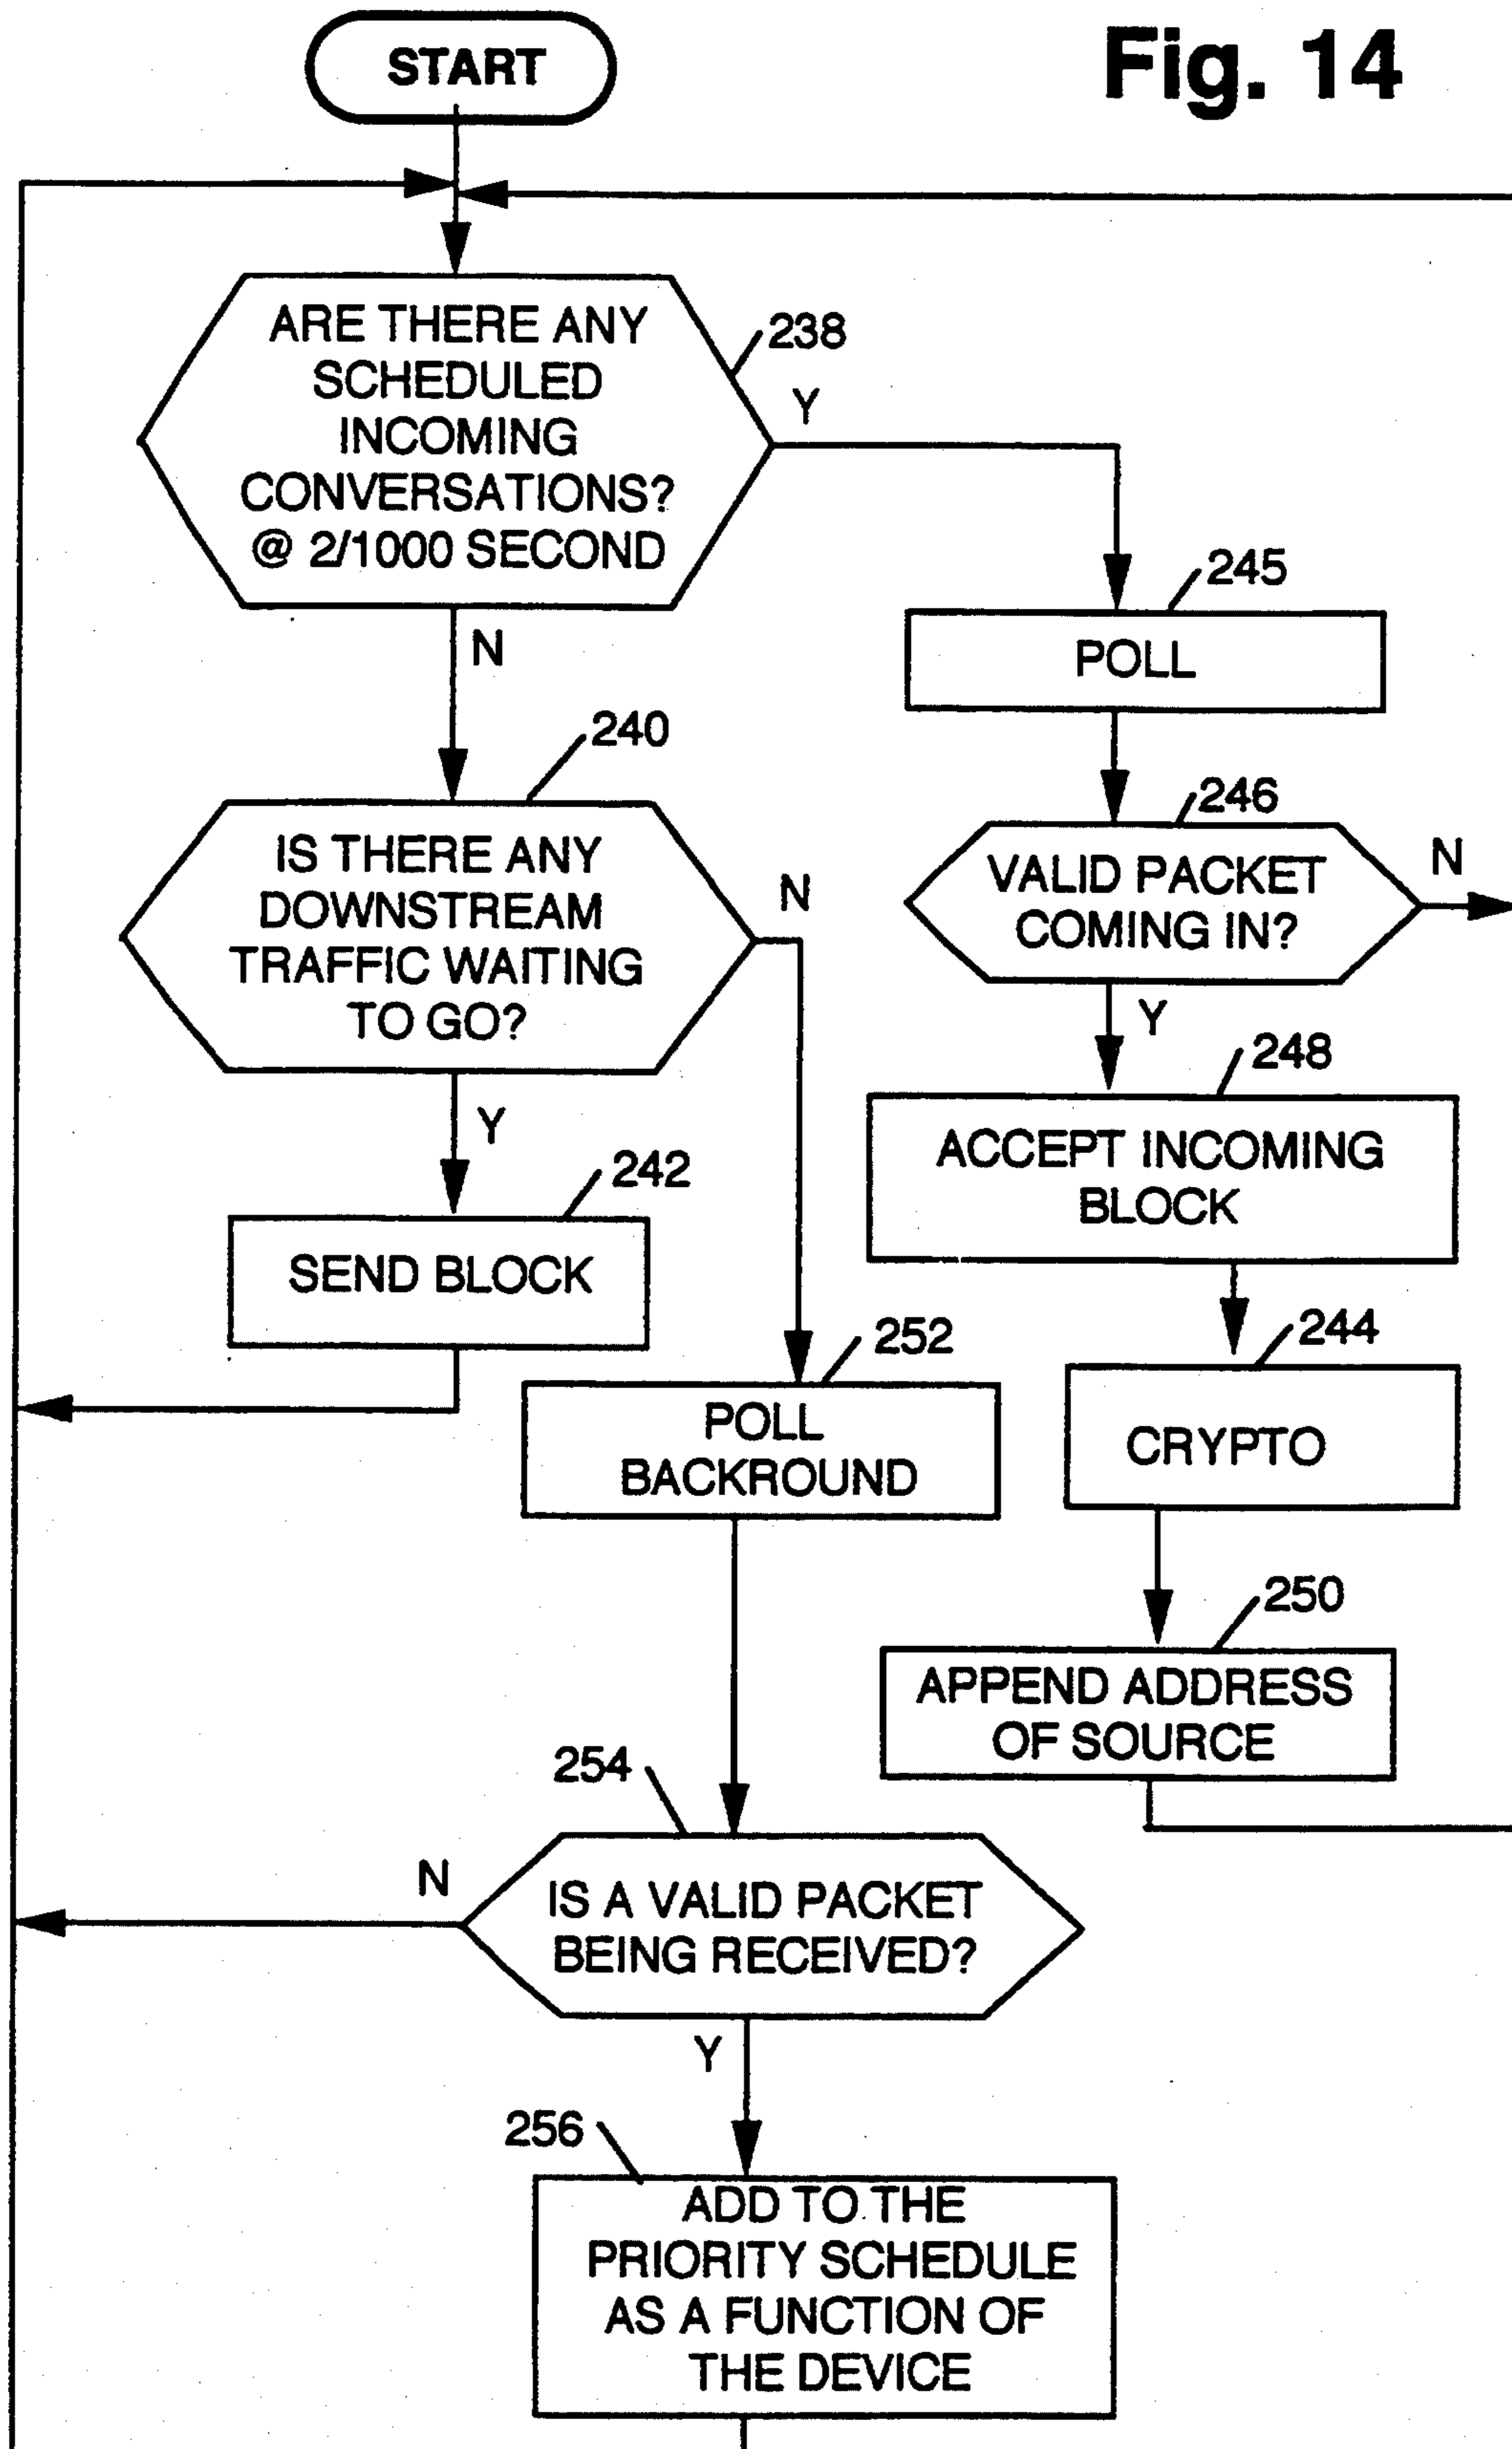 Fig. 14
START
ARE THERE ANY
SCHEDULED
INCOMING
CONVERSATIONS?
@ 2/1000 SECOND
238
Y
N
245
POLL
240
IS THERE ANY
DOWNSTREAM
TRAFFIC WAITING
TO GO?
N
246
VALID PACKET
COMING IN?
N
Y
Y
248
ACCEPT INCOMING
BLOCK
242
SEND BLOCK
252
POLL
BACKROUND
244
CRYPTO
250
APPEND ADDRESS
OF SOURCE
254
N
IS A VALID PACKET
BEING RECEIVED?
Y
256
ADD TO THE
PRIORITY SCHEDULE
AS A FUNCTION OF
THE DEVICE